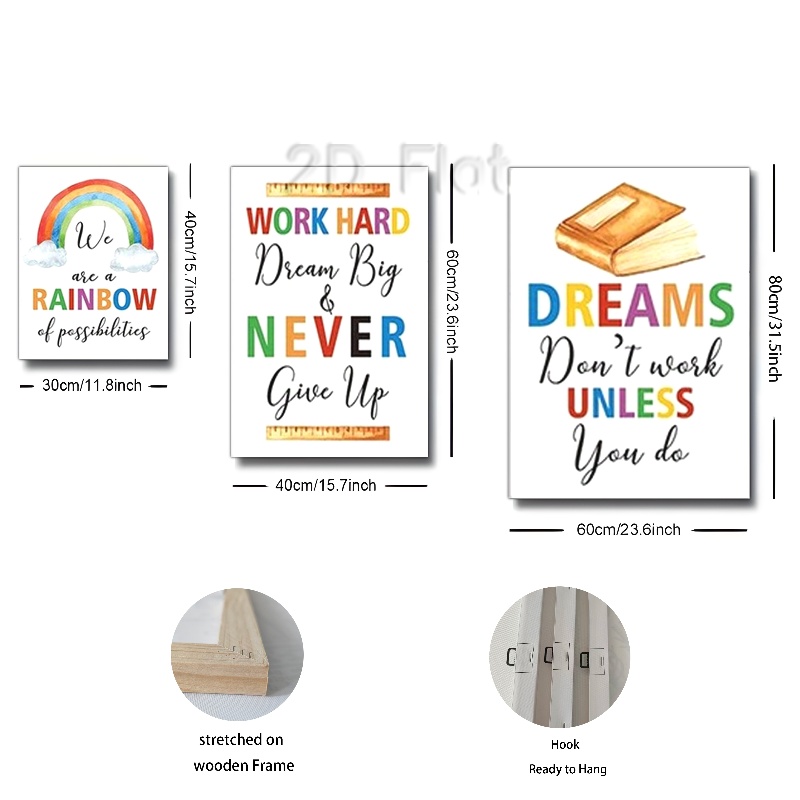 2D Flat
We
are a
RAINBOW
of possibilities
40cm/15.7inch
30cm/11.8inch
WORK HARD
Dream Big
&
NEVER
Give Up
60cm/23.6inch
40cm/15.7inch
DREAMS
Don't work
UNLESS
You do
80cm/31.5inch
60cm/23.6inch
stretched on
wooden Frame
Hook
Ready to Hang